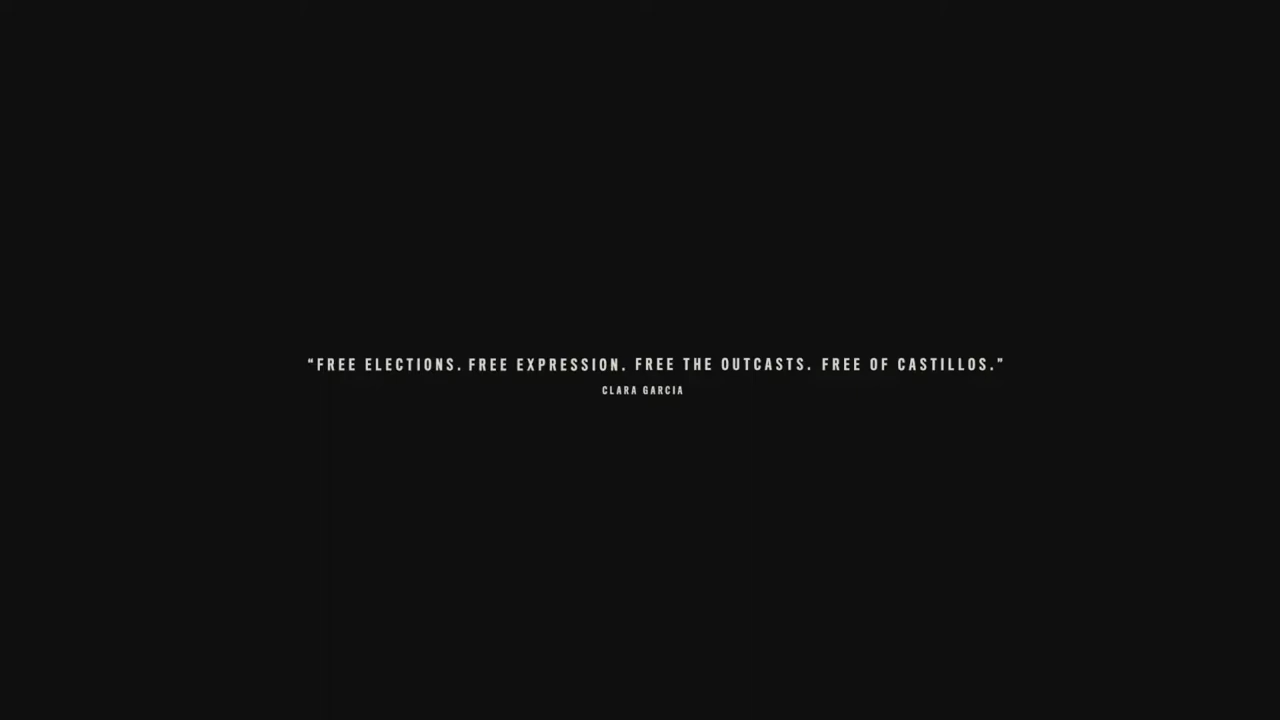 “FREE ELECTIONS. FREE EXPRESSION. FREE THE OUTCASTS. FREE OF CASTILLOS.”
CLARA GARCIA